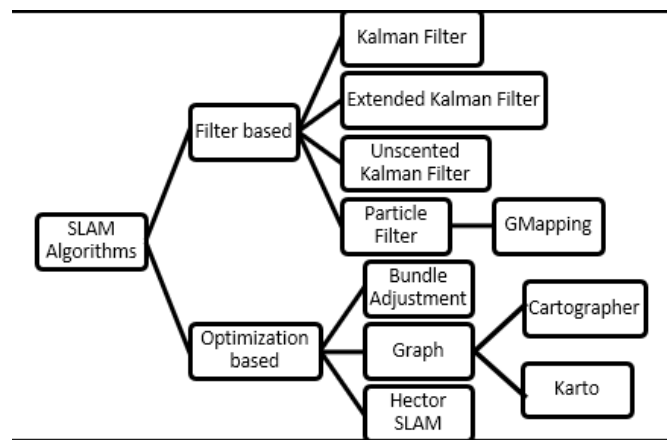 Kalman Filter
Extended Kalman Filter
Filter based
Unscented
Kalman Filter
Particle
Filter
GMapping
SLAM
Algorithms
Bundle
Adjustment
Cartographer
Optimization
based
Graph
Karto
Hector
SLAM